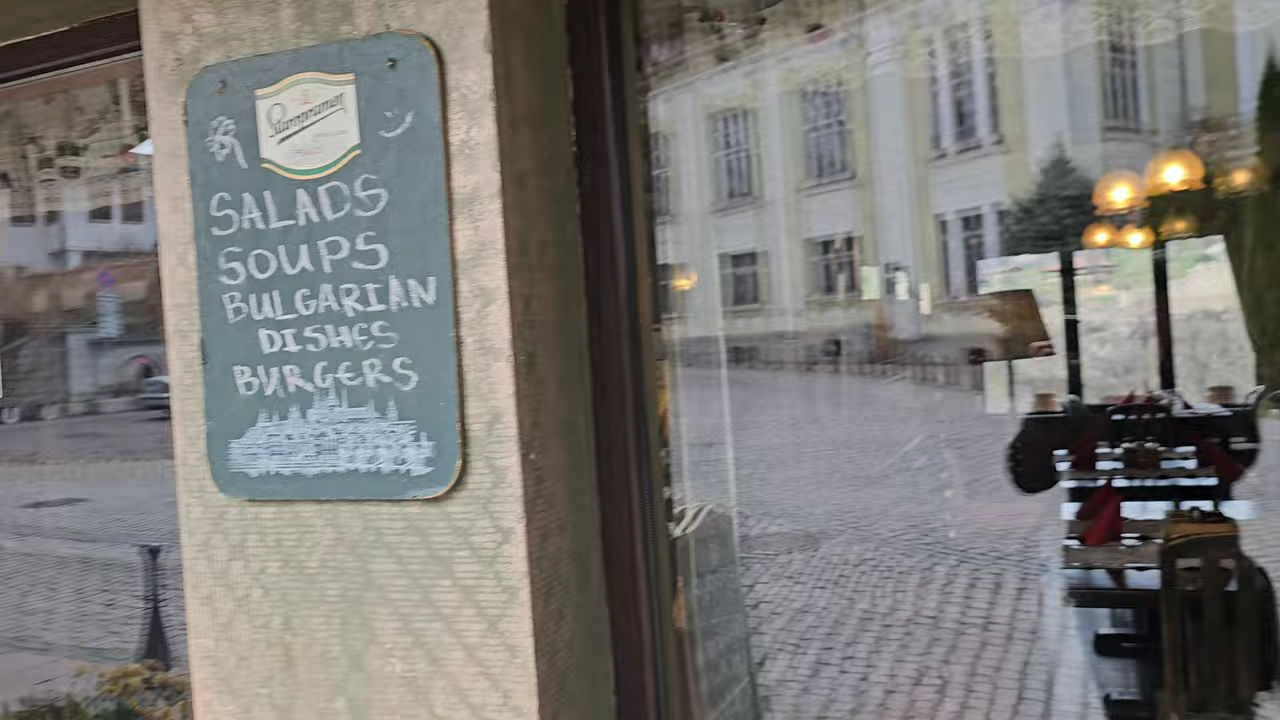 Staropramen
SALADS
SOUPS
BULGARIAN
DISHES
BURGERS